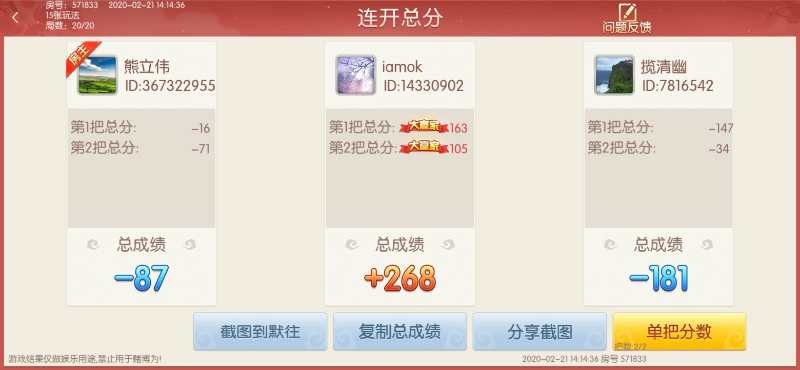 房号：571833 2020-02-21 14:14:36
15张玩法
局数：20/20
连开总分
问题反馈
房主
熊立伟
ID:367322955
第1把总分: -16
第2把总分: -71
总成绩
-87
iamok
ID:14330902
第1把总分: 大赢家 163
第2把总分: 大赢家 105
总成绩
+268
揽清幽
ID:7816542
第1把总分: -147
第2把总分: -34
总成绩
-181
截图到默往
复制总成绩
分享截图
单把分数
把数:2/2
游戏结果仅做娱乐用途,禁止用于赌博为!
2020-02-21 14:14:36 房号 571833